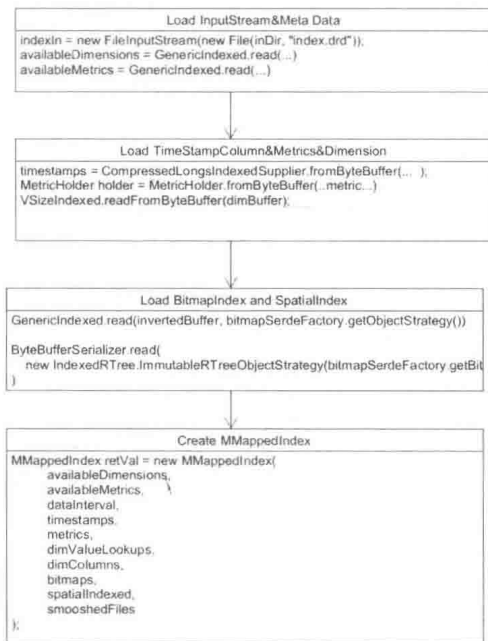 Load InputStream&Meta Data
indexIn = new FileInputStream(new File(inDir, "index.drd"));
availableDimensions = GenericIndexed.read(...)
availableMetrics = GenericIndexed.read(...)
Load TimeStampColumn&Metrics&Dimension
timestamps = CompressedLongsIndexedSupplier.fromByteBuffer(... );
MetricHolder holder = MetricHolder.fromByteBuffer(..metric...)
VSizeIndexed.readFromByteBuffer(dimBuffer);
Load BitmapIndex and SpatialIndex
GenericIndexed.read(invertedBuffer, bitmapSerdeFactory.getObjectStrategy())
ByteBufferSerializer.read(
new IndexedRTree.ImmutableRTreeObjectStrategy(bitmapSerdeFactory.getBit
)
Create MMappedIndex
MMappedIndex retVal = new MMappedIndex(
availableDimensions,
availableMetrics,
dataInterval,
timestamps,
metrics,
dimValueLookups,
dimColumns,
bitmaps,
spatialIndexed,
smooshedFiles
);